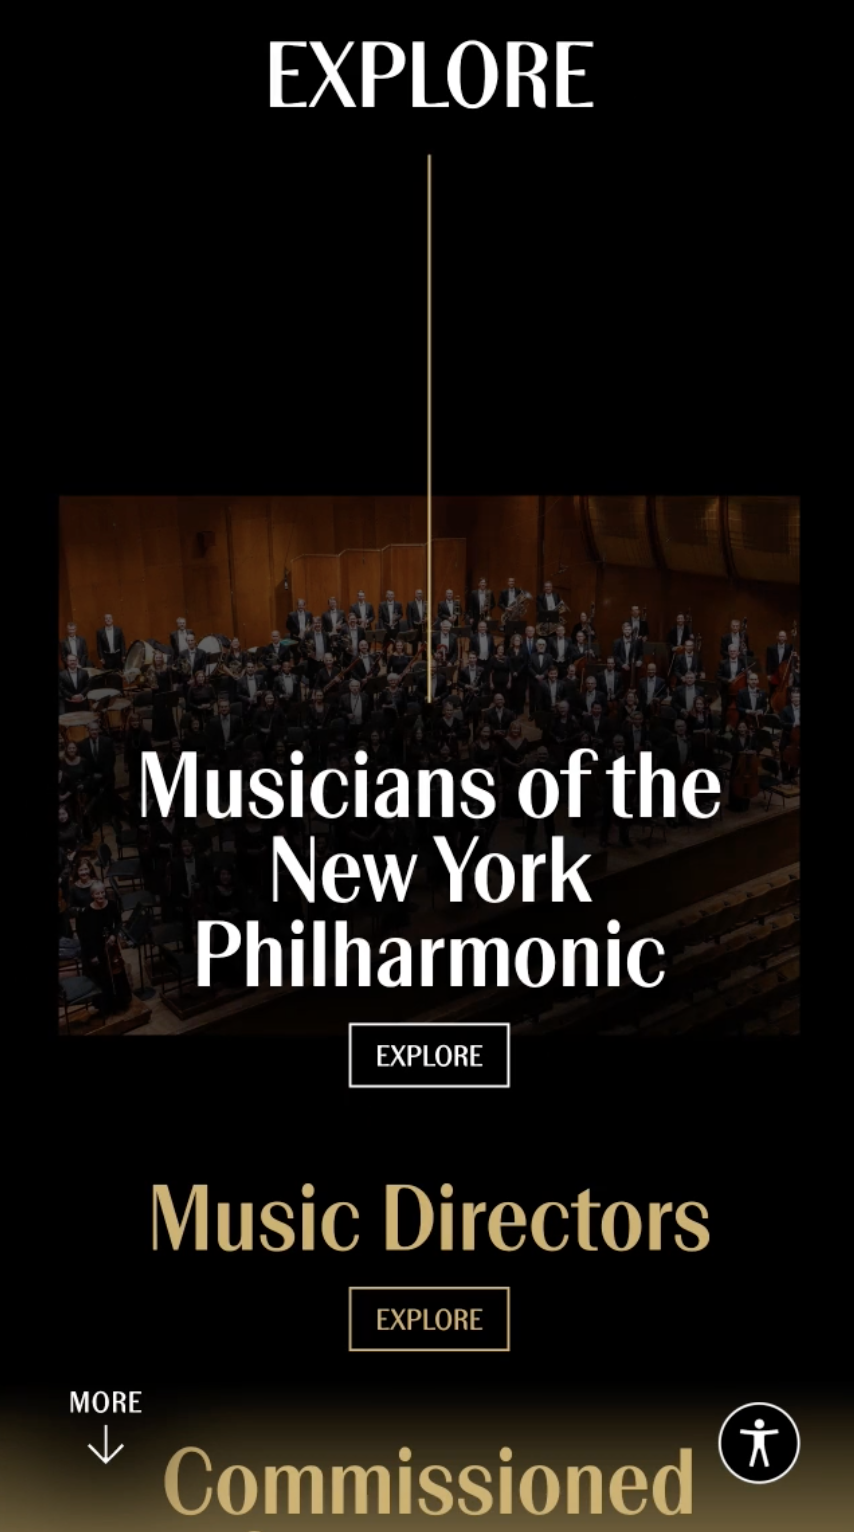 EXPLORE
Musicians of the
New York
Philharmonic
EXPLORE
Music Directors
EXPLORE
MORE
Commissioned